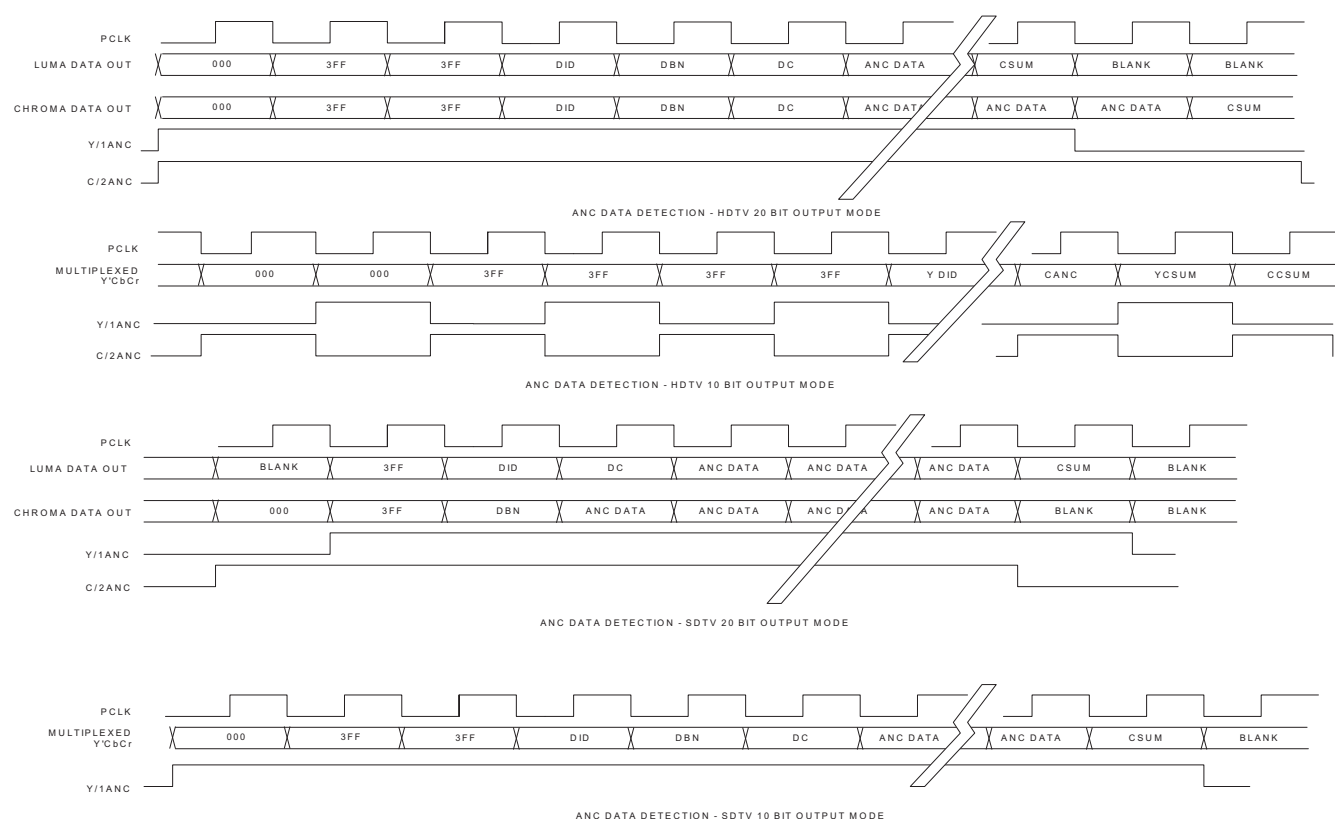 PCLK
LUMA DATA OUT 000 3FF 3FF DID DBN DC ANC DATA CSUM BLANK BLANK
CHROMA DATA OUT 000 3FF 3FF DID DBN DC ANC DATA ANC DATA ANC DATA CSUM
Y/1ANC
C/2ANC
ANC DATA DETECTION - HDTV 20 BIT OUTPUT MODE
PCLK
MULTIPLEXED
Y'CbCr 000 000 3FF 3FF 3FF 3FF Y DID CANC YCSUM CCSUM
Y/1ANC
C/2ANC
ANC DATA DETECTION - HDTV 10 BIT OUTPUT MODE
PCLK
LUMA DATA OUT BLANK 3FF DID DC ANC DATA ANC DATA ANC DATA CSUM BLANK
CHROMA DATA OUT 000 3FF DBN ANC DATA ANC DATA ANC DATA ANC DATA BLANK BLANK
Y/1ANC
C/2ANC
ANC DATA DETECTION - SDTV 20 BIT OUTPUT MODE
PCLK
MULTIPLEXED
Y'CbCr 000 3FF 3FF DID DBN DC ANC DATA ANC DATA CSUM BLANK
Y/1ANC
ANC DATA DETECTION - SDTV 10 BIT OUTPUT MODE